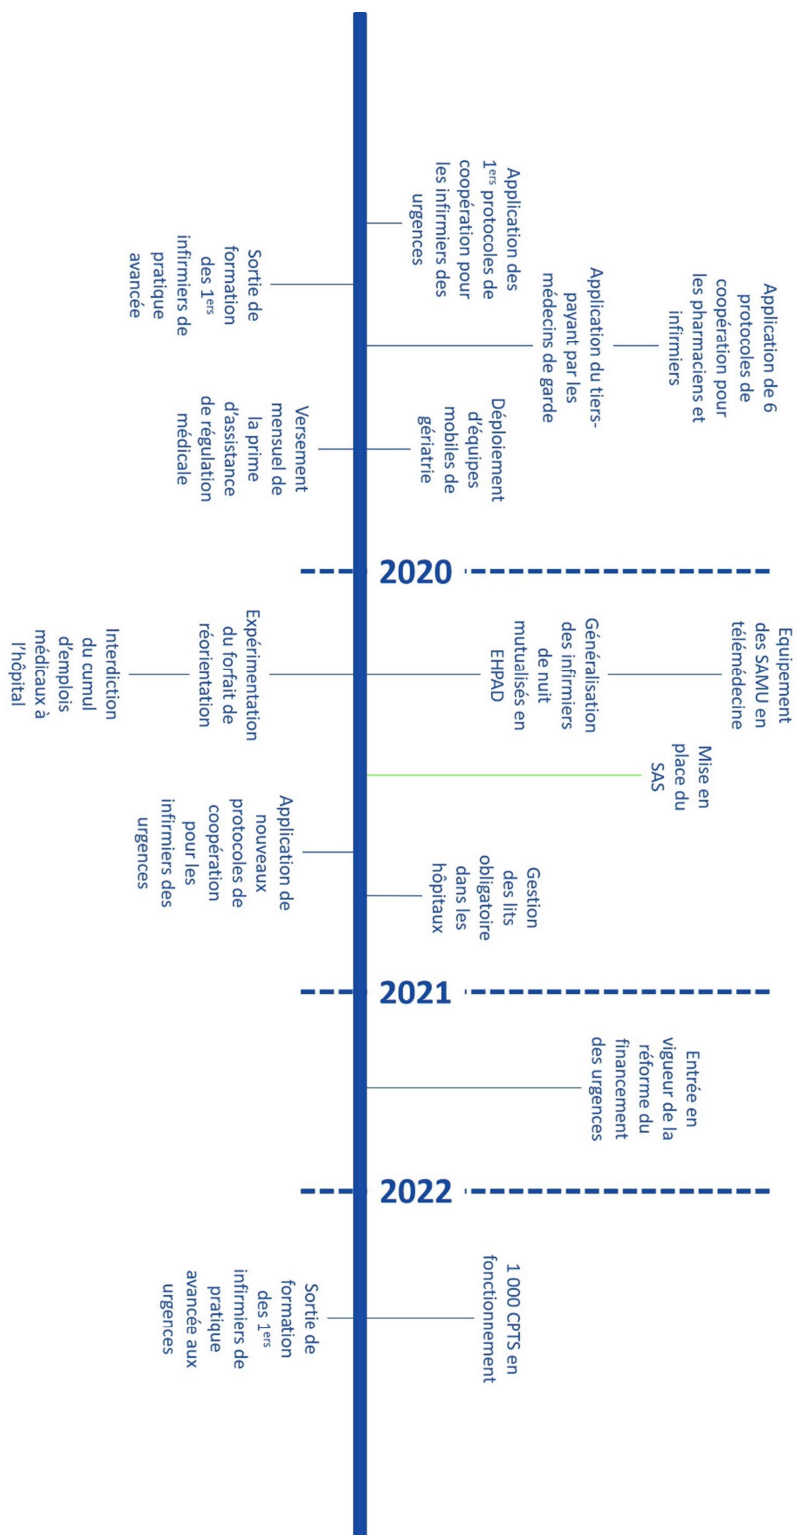 Application de 6
protocoles de
coopération pour
les pharmaciens et
infirmiers
Application du tiers-
payant par les
médecins de garde
Application des
1ers protocoles de
coopération pour
les infirmiers des
urgences
Déploiement
d'équipes
mobiles de
gériatrie
Sortie de
formation
des 1ers
infirmiers de
pratique
avancée
Versement
mensuel de
la prime
d'assistance
de régulation
médicale
2020
Equipement
des SAMU en
télémédecine
Généralisation
des infirmiers
de nuit
mutualisés en
EHPAD
Mise en
place du
SAS
Gestion
des lits
obligatoire
dans les
hôpitaux
Expérimentation
du forfait de
réorientation
Interdiction
du cumul
d'emplois
médicaux à
l'hôpital
Application de
nouveaux
protocoles de
coopération
pour les
infirmiers des
urgences
2021
Entrée en
vigueur de la
réforme du
financement
des urgences
2022
1 000 CPTS en
fonctionnement
Sortie de
formation
des 1ers
infirmiers de
pratique
avancée aux
urgences